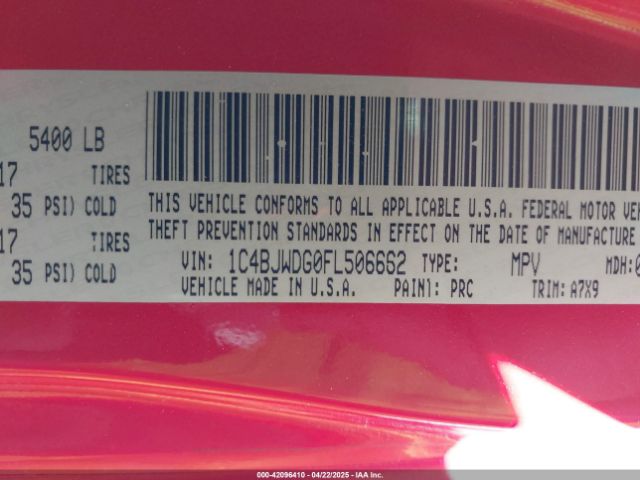 5400 LB
17 TIRES
35 PSI) COLD
17 TIRES
35 PSI) COLD
THIS VEHICLE CONFORMS TO ALL APPLICABLE U.S.A. FEDERAL MOTOR VEH
THEFT PREVENTION STANDARDS IN EFFECT ON THE DATE OF MANUFACTURE
VIN: 1C4BJWDG0FL506662 TYPE: MPV MDH:0
VEHICLE MADE IN U.S.A. PAINT: PRC TRIM: A7X9
000-42096410 - 04/22/2025 - IAA Inc.